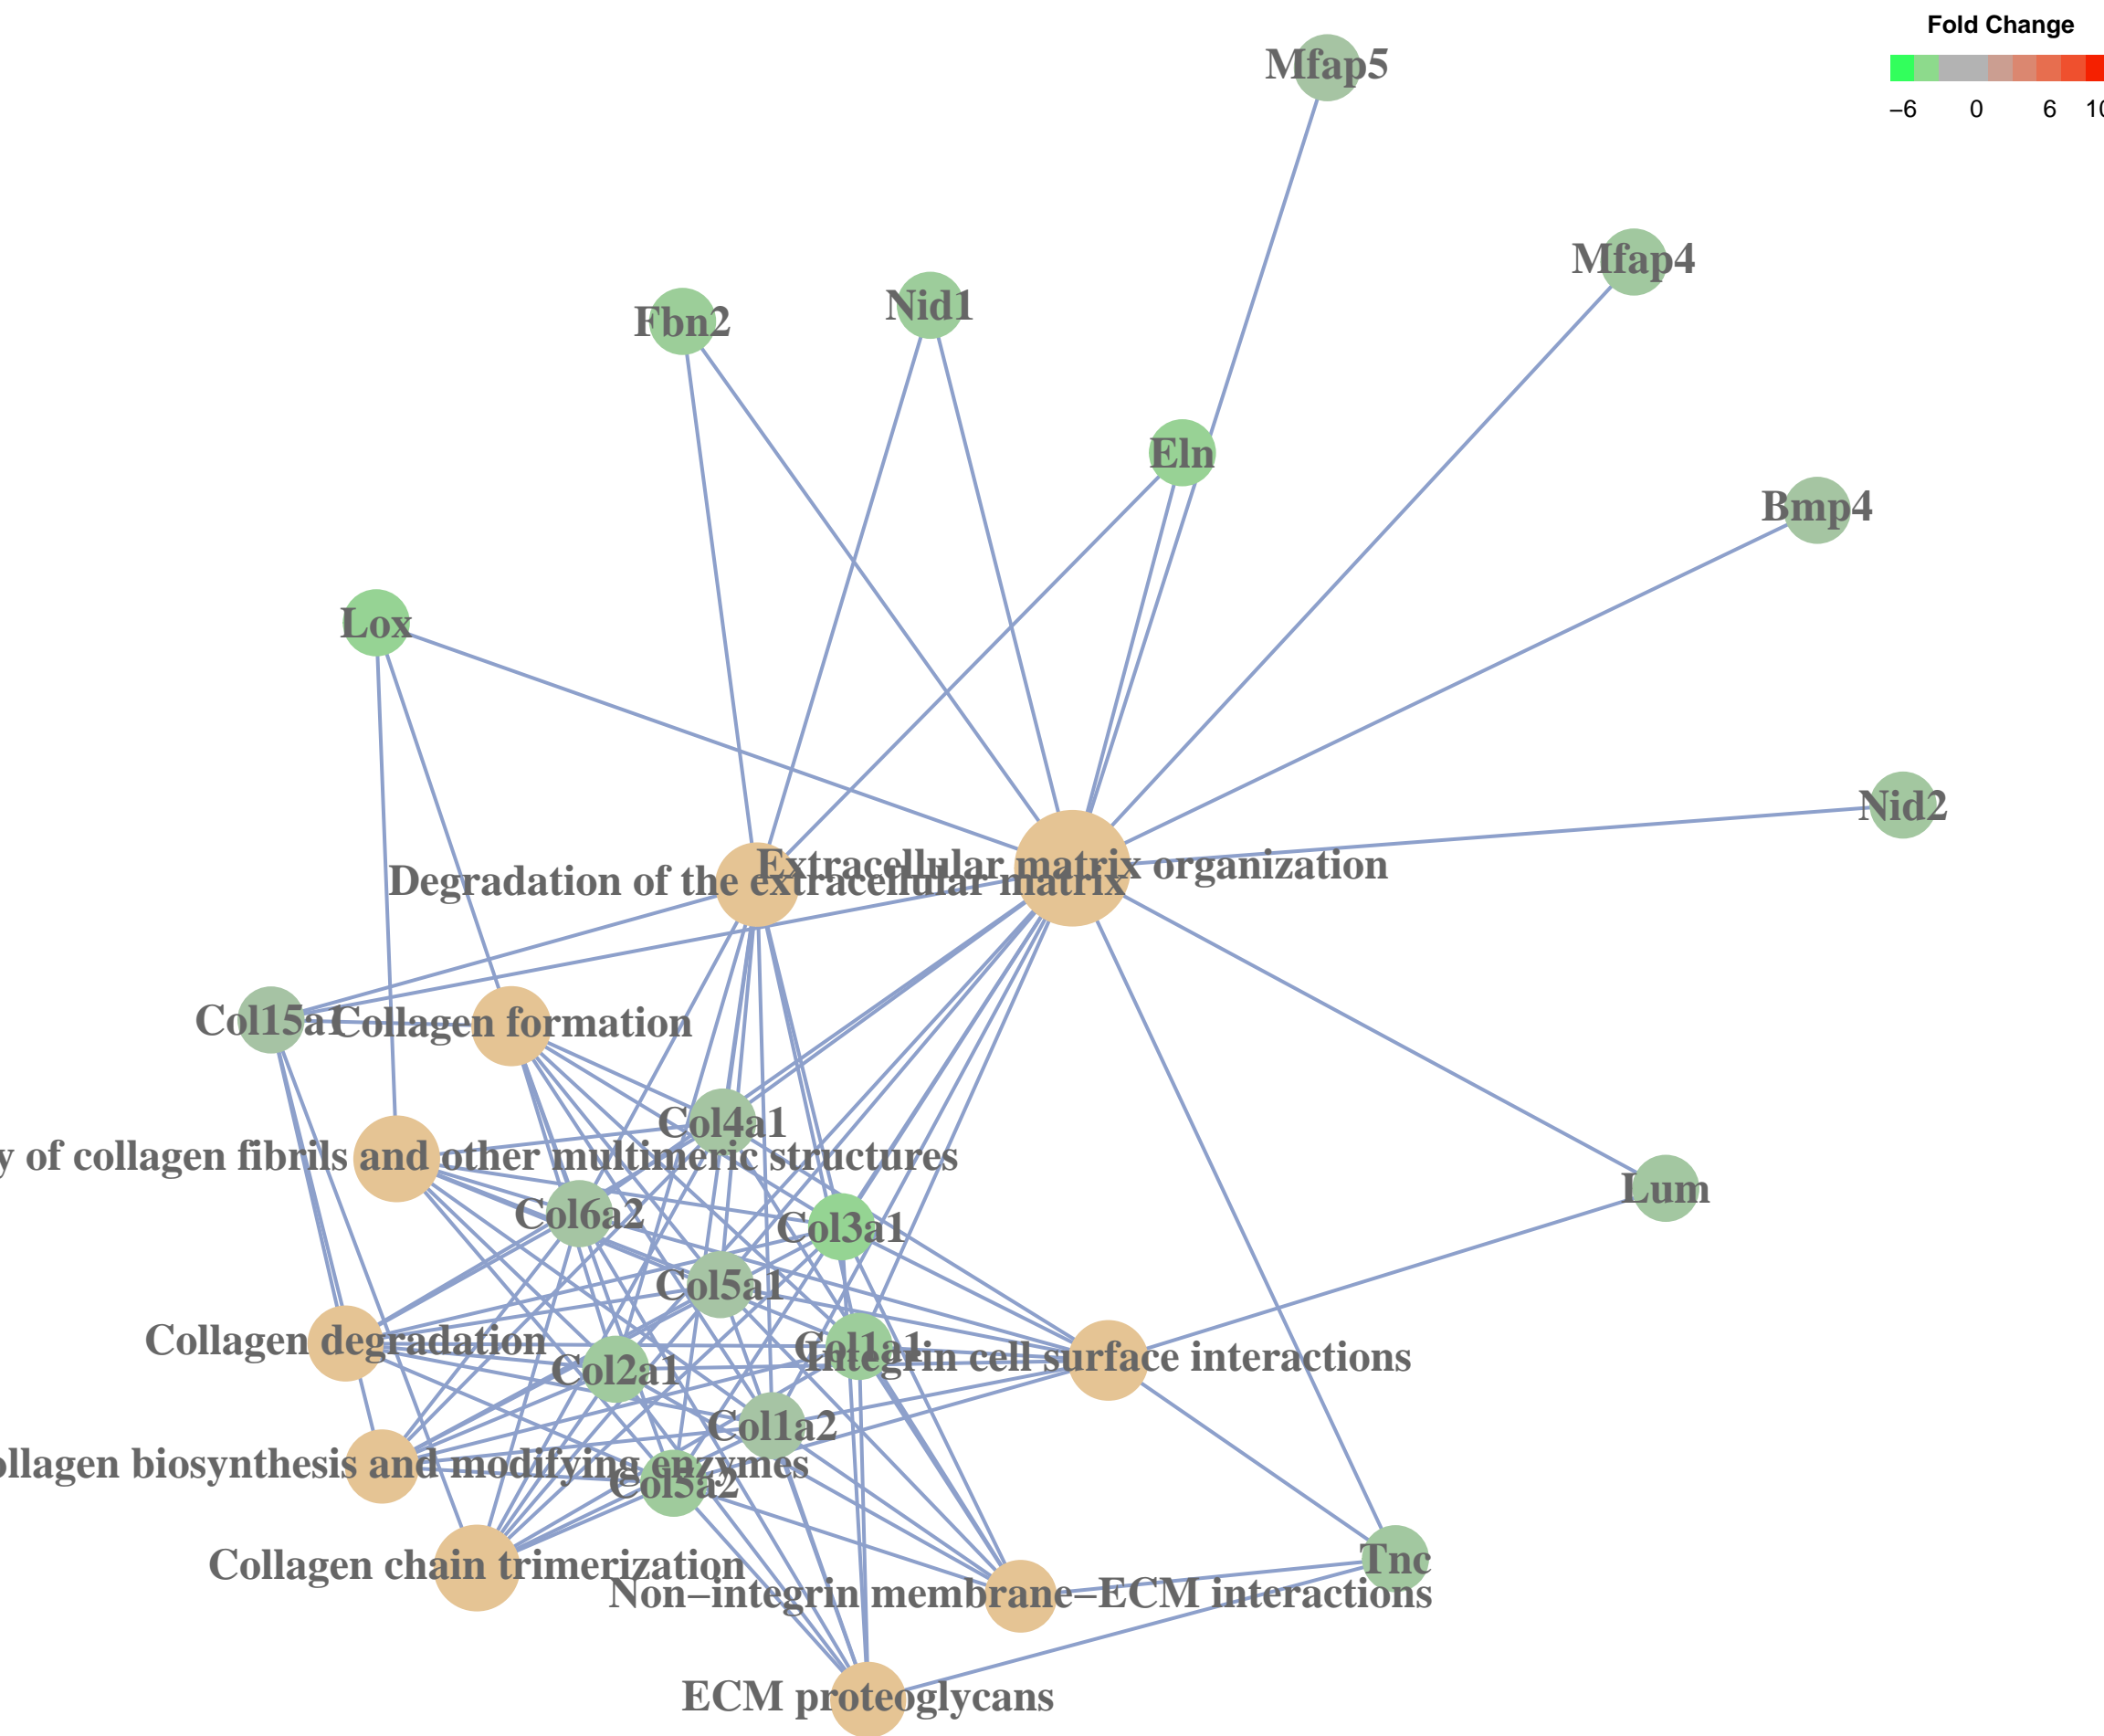 Fold Change
−6 0 6 10
Mfap5
Mfap4
Nid1
Fbn2
Eln
Bmp4
Lox
Nid2
Extracellular matrix organization
Degradation of the extracellular matrix
Col15a1
Collagen formation
Col4a1
y of collagen fibrils and other multimeric structures
Lum
Col6a2
Col3a1
Col5a1
Collagen degradation
Col1a1
Integrin cell surface interactions
Col2a1
Col1a2
ollagen biosynthesis and modifying enzymes
Col5a2
Tnc
Collagen chain trimerization
Non−integrin membrane−ECM interactions
ECM proteoglycans